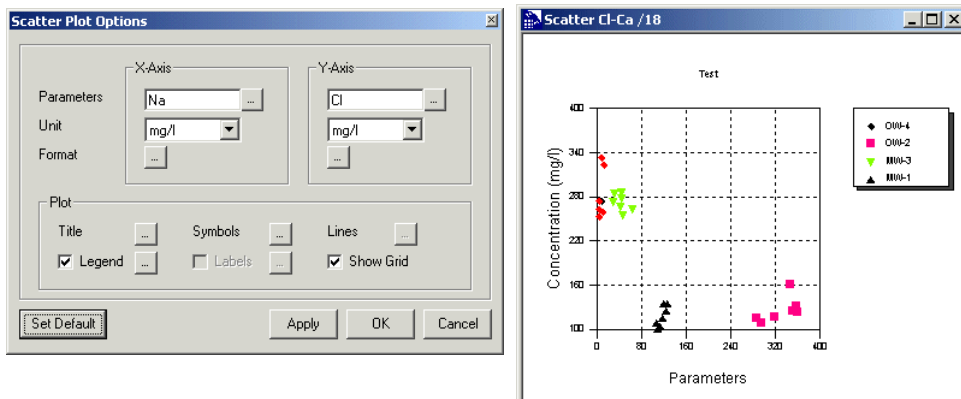 Scatter Plot Options
X-Axis
Y-Axis
Parameters
Na
...
Cl
...
Unit
mg/l
mg/l
Format
...
...
Plot
Title
...
Symbols
...
Lines
...
Legend
...
Labels
...
Show Grid
Set Default
Apply
OK
Cancel
Scatter Cl-Ca /18
Test
Concentration (mg/l)
400
340
280
220
160
100
0
80
160
240
320
400
Parameters
OW-4
OW-2
MW-3
MW-1